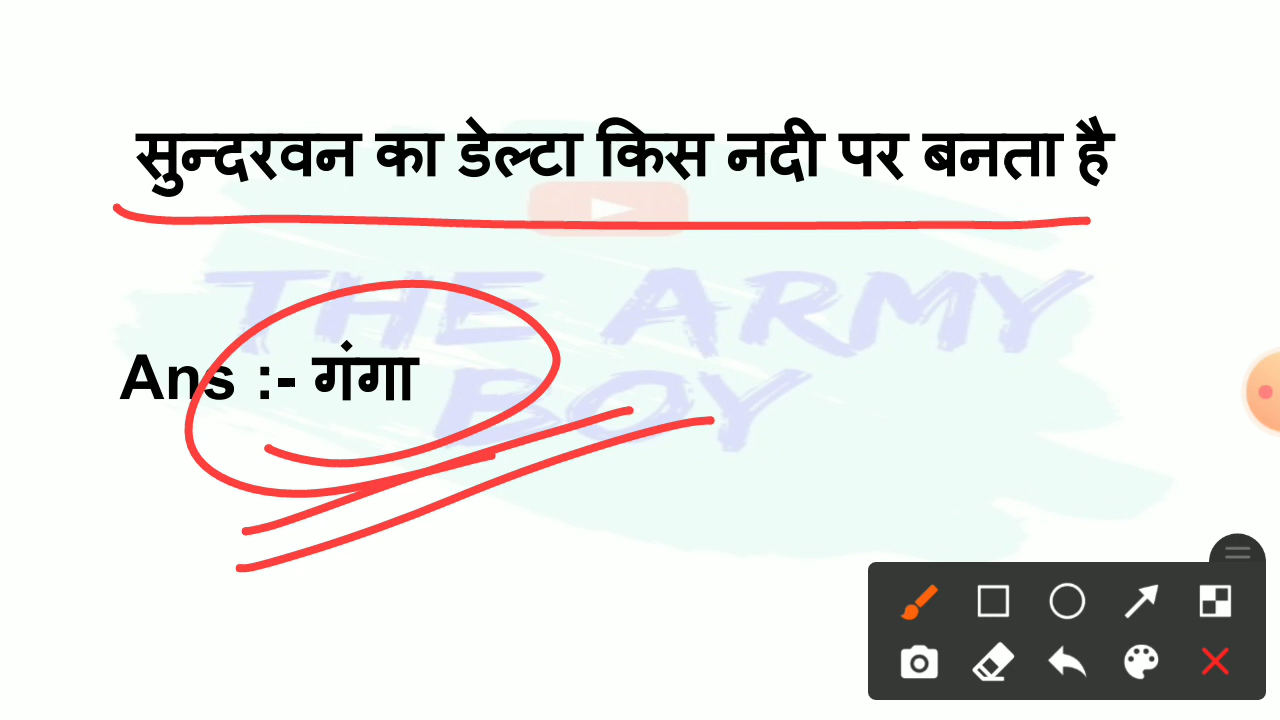 सुन्दरवन का डेल्टा किस नदी पर बनता है
THE ARMY
Ans :- गंगा
BOY